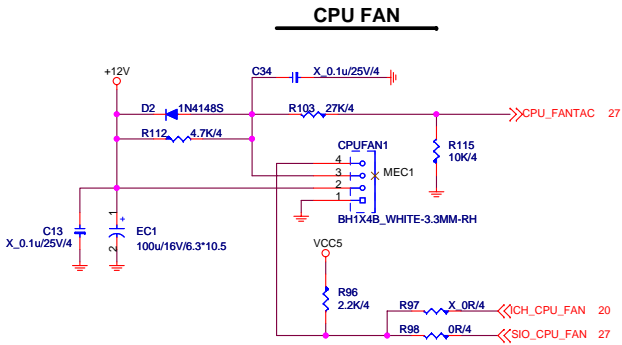 CPU FAN
+12V
C34 X_0.1u/25V/4
D2 1N4148S
R103 27K/4
CPU_FANTAC 27
R112 4.7K/4
CPUFAN1
R115
10K/4
4
3
2
1
MEC1
BH1X4B_WHITE-3.3MM-RH
C13
X_0.1u/25V/4
1
+
2
EC1
100u/16V/6.3*10.5
VCC5
R96
2.2K/4
R97 X_0R/4
ICH_CPU_FAN 20
R98 0R/4
SIO_CPU_FAN 27